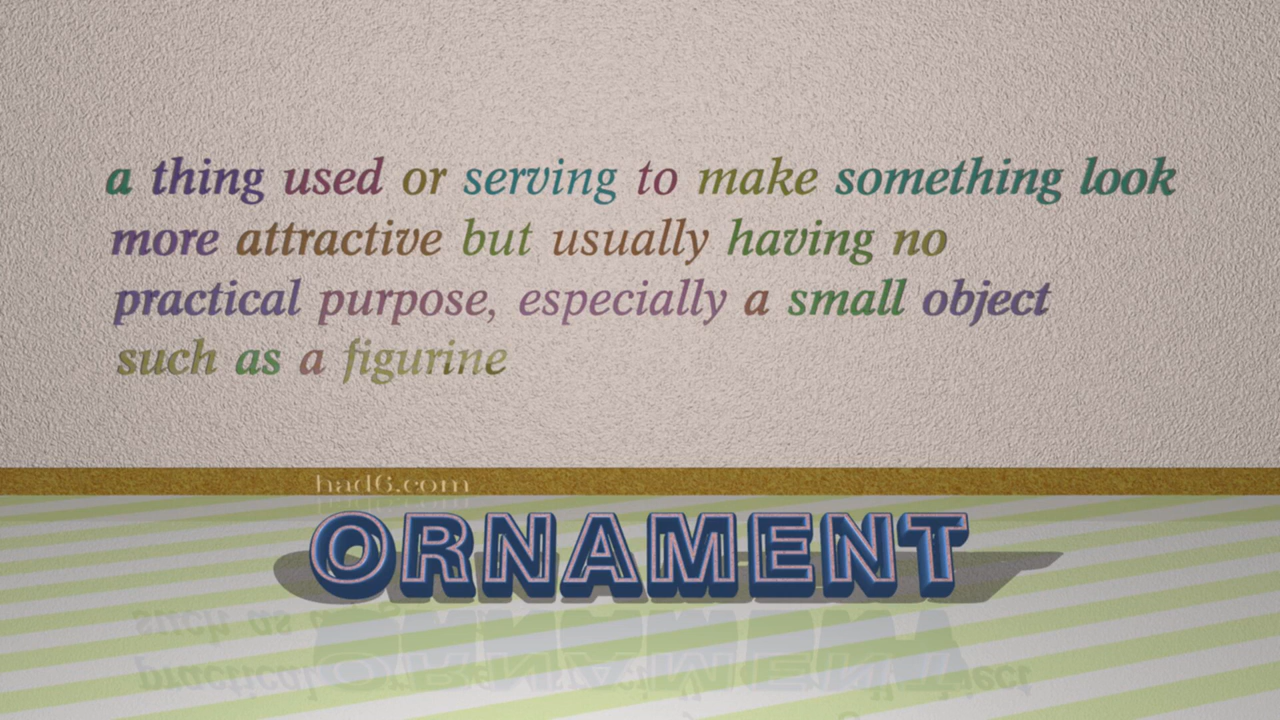 a thing used or serving to make something look
more attractive but usually having no
practical purpose, especially a small object
such as a figurine
had6.com
ORNAMENT